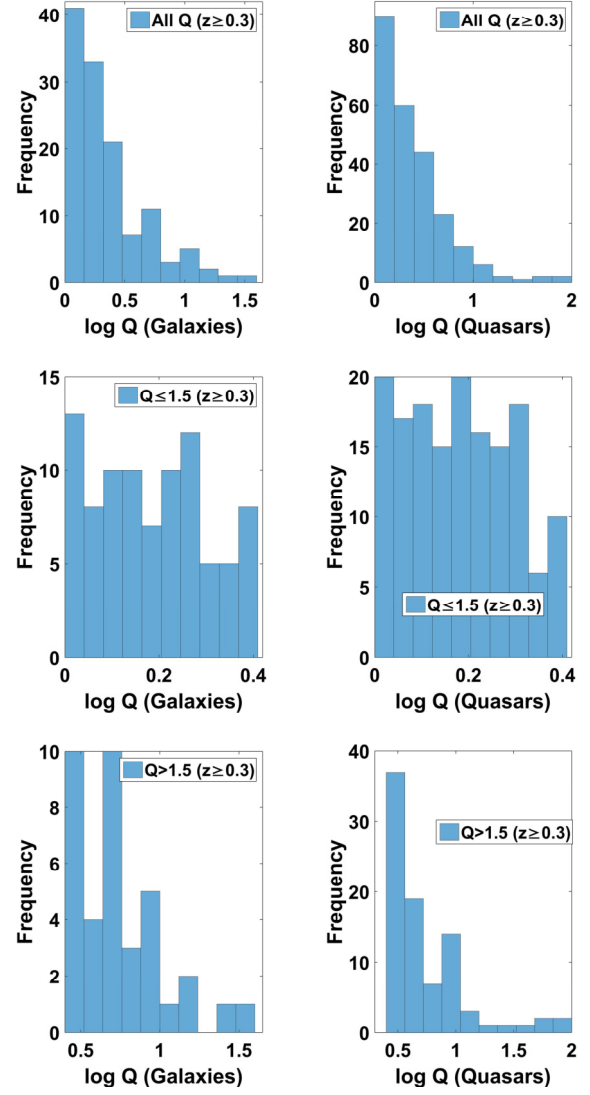 All Q (z≥0.3)
40
30
20
10
0
Frequency
0 0.5 1 1.5
log Q (Galaxies)
All Q (z≥0.3)
80
60
40
20
0
Frequency
0 1 2
log Q (Quasars)
Q≤1.5 (z≥0.3)
15
10
5
0
Frequency
0 0.2 0.4
log Q (Galaxies)
20
15
10
5
0
Frequency
Q≤1.5 (z≥0.3)
0 0.2 0.4
log Q (Quasars)
Q>1.5 (z≥0.3)
10
8
6
4
2
0
Frequency
0.5 1 1.5
log Q (Galaxies)
40
30
20
10
0
Frequency
Q>1.5 (z≥0.3)
0.5 1 1.5 2
log Q (Quasars)